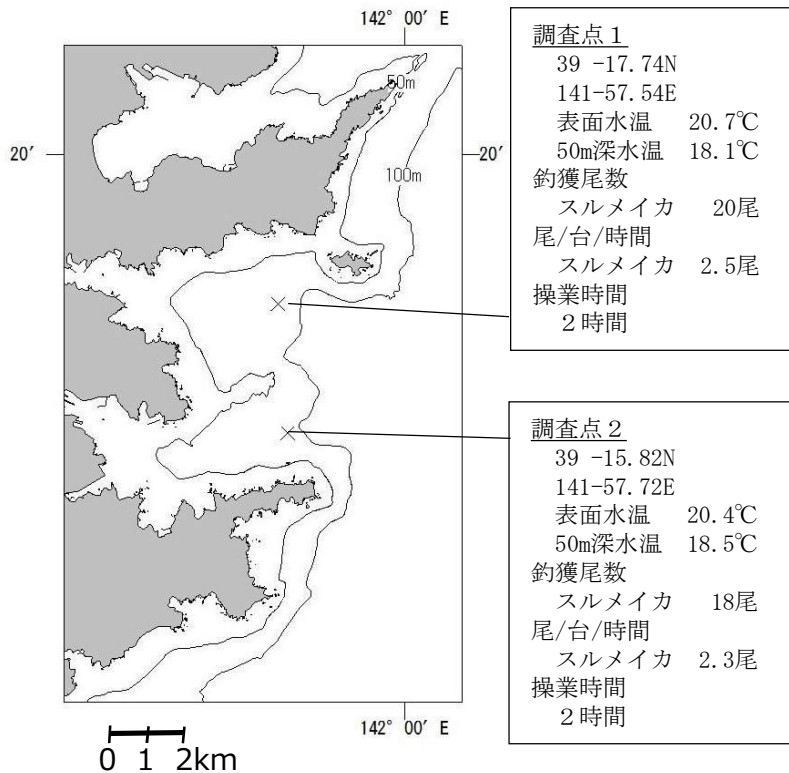 142° 00′ E
50m
20′
20′
100m
142° 00′ E
0 1 2km
調査点１
39 -17.74N
141-57.54E
表面水温 20.7℃
50m深水温 18.1℃
釣獲尾数
スルメイカ 20尾
尾/台/時間
スルメイカ 2.5尾
操業時間
２時間
調査点２
39 -15.82N
141-57.72E
表面水温 20.4℃
50m深水温 18.5℃
釣獲尾数
スルメイカ 18尾
尾/台/時間
スルメイカ 2.3尾
操業時間
２時間